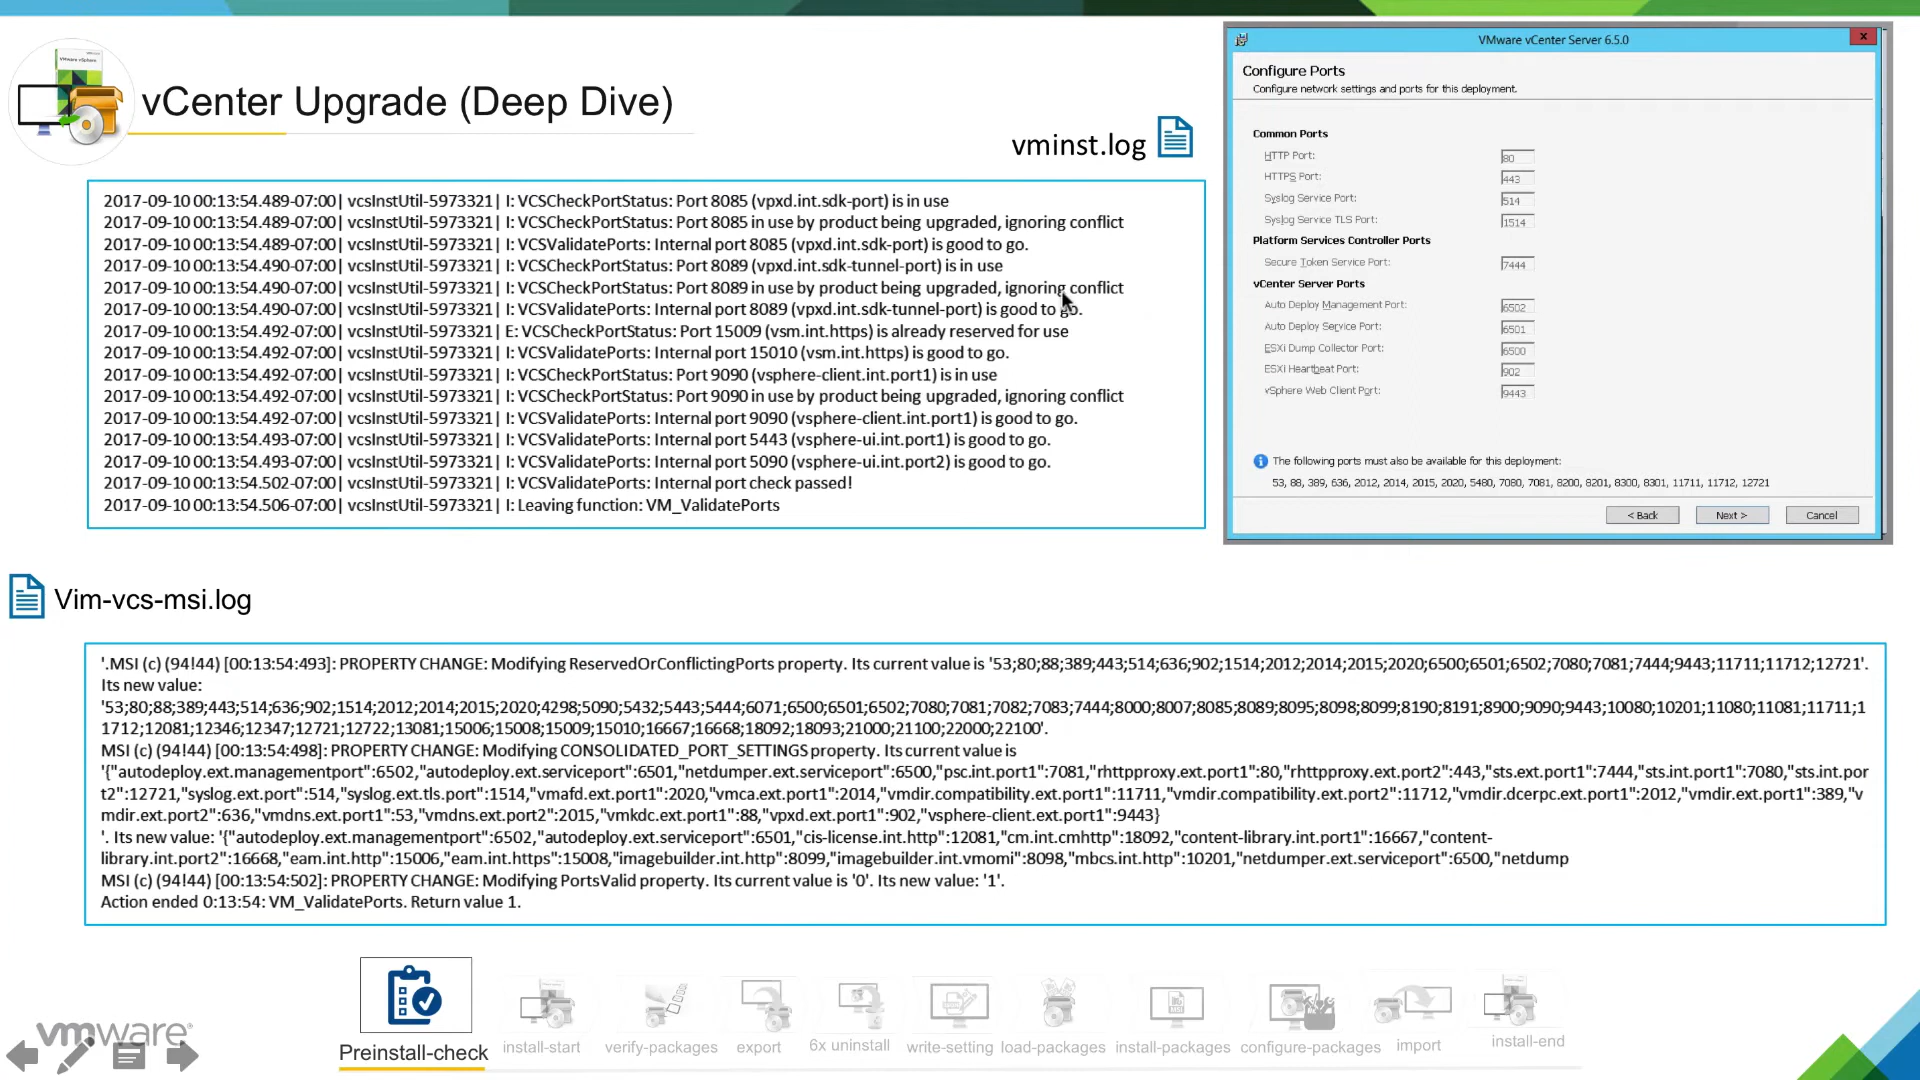 vCenter Upgrade (Deep Dive)
vminst.log
2017-09-10 00:13:54.489-07:00| vcsInstUtil-5973321| I: VCSCheckPortStatus: Port 8085 (vpxd.int.sdk-port) is in use
2017-09-10 00:13:54.489-07:00| vcsInstUtil-5973321| I: VCSCheckPortStatus: Port 8085 in use by product being upgraded, ignoring conflict
2017-09-10 00:13:54.489-07:00| vcsInstUtil-5973321| I: VCSValidatePorts: Internal port 8085 (vpxd.int.sdk-port) is good to go.
2017-09-10 00:13:54.490-07:00| vcsInstUtil-5973321| I: VCSCheckPortStatus: Port 8089 (vpxd.int.sdk-tunnel-port) is in use
2017-09-10 00:13:54.490-07:00| vcsInstUtil-5973321| I: VCSCheckPortStatus: Port 8089 in use by product being upgraded, ignoring conflict
2017-09-10 00:13:54.490-07:00| vcsInstUtil-5973321| I: VCSValidatePorts: Internal port 8089 (vpxd.int.sdk-tunnel-port) is good to go.
2017-09-10 00:13:54.492-07:00| vcsInstUtil-5973321| E: VCSCheckPortStatus: Port 15009 (vsm.int.https) is already reserved for use
2017-09-10 00:13:54.492-07:00| vcsInstUtil-5973321| I: VCSValidatePorts: Internal port 15010 (vsm.int.https) is good to go.
2017-09-10 00:13:54.492-07:00| vcsInstUtil-5973321| I: VCSCheckPortStatus: Port 9090 (vsphere-client.int.port1) is in use
2017-09-10 00:13:54.492-07:00| vcsInstUtil-5973321| I: VCSCheckPortStatus: Port 9090 in use by product being upgraded, ignoring conflict
2017-09-10 00:13:54.492-07:00| vcsInstUtil-5973321| I: VCSValidatePorts: Internal port 9090 (vsphere-client.int.port1) is good to go.
2017-09-10 00:13:54.493-07:00| vcsInstUtil-5973321| I: VCSValidatePorts: Internal port 5443 (vsphere-ui.int.port1) is good to go.
2017-09-10 00:13:54.493-07:00| vcsInstUtil-5973321| I: VCSValidatePorts: Internal port 5090 (vsphere-ui.int.port2) is good to go.
2017-09-10 00:13:54.502-07:00| vcsInstUtil-5973321| I: VCSValidatePorts: Internal port check passed!
2017-09-10 00:13:54.506-07:00| vcsInstUtil-5973321| I: Leaving function: VM_ValidatePorts
VMware vCenter Server 6.5.0
Configure Ports
Configure network settings and ports for this deployment.
Common Ports
HTTP Port: 80
HTTPS Port: 443
Syslog Service Port: 514
Syslog Service TLS Port: 1514
Platform Services Controller Ports
Secure Token Service Port: 7444
vCenter Server Ports
Auto Deploy Management Port: 6502
Auto Deploy Service Port: 6501
ESXi Dump Collector Port: 6500
ESXi Heartbeat Port: 902
vSphere Web Client Port: 9443
The following ports must also be available for this deployment:
53, 88, 389, 636, 2012, 2014, 2015, 2020, 5480, 7080, 7081, 8200, 8201, 8300, 8301, 11711, 11712, 12721
< Back Next > Cancel
Vim-vcs-msi.log
'.MSI (c) (94!44) [00:13:54:493]: PROPERTY CHANGE: Modifying ReservedOrConflictingPorts property. Its current value is '53;80;88;389;443;514;636;902;1514;2012;2014;2015;2020;6500;6501;6502;7080;7081;7444;9443;11711;11712;12721'.
Its new value:
'53;80;88;389;443;514;636;902;1514;2012;2014;2015;2020;4298;5090;5432;5443;5444;6071;6500;6501;6502;7080;7081;7082;7083;7444;8000;8007;8085;8089;8095;8098;8099;8190;8191;8900;9090;9443;10080;10201;11080;11081;11711;1
1712;12081;12346;12347;12721;12722;13081;15006;15008;15009;15010;16667;16668;18092;18093;21000;21100;22000;22100'.
MSI (c) (94!44) [00:13:54:498]: PROPERTY CHANGE: Modifying CONSOLIDATED_PORT_SETTINGS property. Its current value is
'{"autodeploy.ext.managementport":6502,"autodeploy.ext.serviceport":6501,"netdumper.ext.serviceport":6500,"psc.int.port1":7081,"rhttpproxy.ext.port1":80,"rhttpproxy.ext.port2":443,"sts.ext.port1":7444,"sts.int.port1":7080,"sts.int.por
t2":12721,"syslog.ext.port":514,"syslog.ext.tls.port":1514,"vmafd.ext.port1":2020,"vmca.ext.port1":2014,"vmdir.compatibility.ext.port1":11711,"vmdir.compatibility.ext.port2":11712,"vmdir.dcerpc.ext.port1":2012,"vmdir.ext.port1":389,"v
mdir.ext.port2":636,"vmdns.ext.port1":53,"vmdns.ext.port2":2015,"vmkdc.ext.port1":88,"vpxd.ext.port1":902,"vsphere-client.ext.port1":9443}
'. Its new value: '{"autodeploy.ext.managementport":6502,"autodeploy.ext.serviceport":6501,"cis-license.int.http":12081,"cm.int.cmhttp":18092,"content-library.int.port1":16667,"content-
library.int.port2":16668,"eam.int.http":15006,"eam.int.https":15008,"imagebuilder.int.http":8099,"imagebuilder.int.vmomi":8098,"mbcs.int.http":10201,"netdumper.ext.serviceport":6500,"netdump
MSI (c) (94!44) [00:13:54:502]: PROPERTY CHANGE: Modifying PortsValid property. Its current value is '0'. Its new value: '1'.
Action ended 0:13:54: VM_ValidatePorts. Return value 1.
vmware
Preinstall-check
install-start
verify-packages
export
6x uninstall
write-setting
load-packages
install-packages
configure-packages
import
install-end